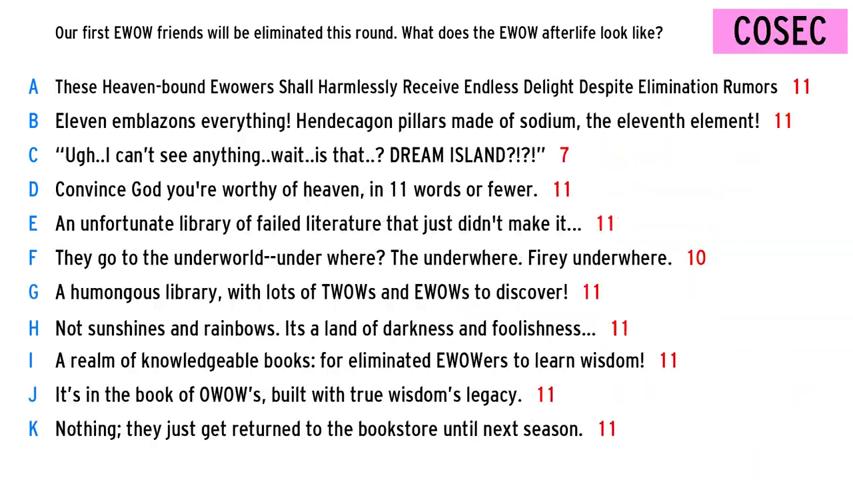 Our first EWOW friends will be eliminated this round. What does the EWOW afterlife look like?
COSEC
A These Heaven-bound Ewowers Shall Harmlessly Receive Endless Delight Despite Elimination Rumors 11
B Eleven emblazons everything! Hendecagon pillars made of sodium, the eleventh element! 11
C “Ugh..I can’t see anything..wait..is that..? DREAM ISLAND?!?!” 7
D Convince God you're worthy of heaven, in 11 words or fewer. 11
E An unfortunate library of failed literature that just didn't make it... 11
F They go to the underworld--under where? The underwhere. Firey underwhere. 10
G A humongous library, with lots of TWOWs and EWOWs to discover! 11
H Not sunshines and rainbows. Its a land of darkness and foolishness... 11
I A realm of knowledgeable books: for eliminated EWOWers to learn wisdom! 11
J It’s in the book of OWOW’s, built with true wisdom’s legacy. 11
K Nothing; they just get returned to the bookstore until next season. 11